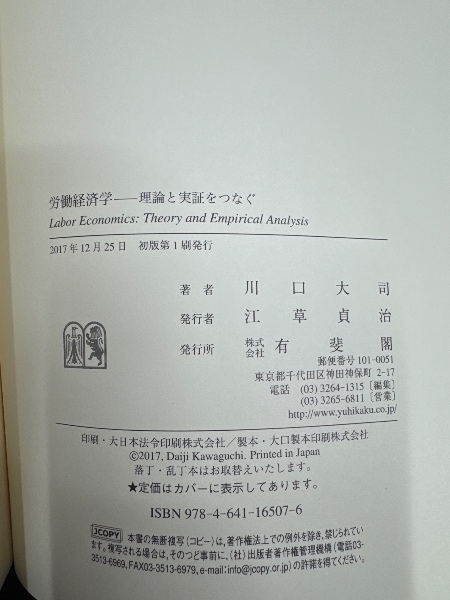 労働経済学――理論と実証をつなぐ
Labor Economics: Theory and Empirical Analysis
2017年12月25日 初版第1刷発行
著者 川口大司
発行者 江草貞治
発行所 株式会社 有斐閣
郵便番号 101-0051
東京都千代田区神田神保町 2-17
電話 (03) 3264-1315〔編集〕
(03) 3265-6811〔営業〕
http://www.yuhikaku.co.jp/
印刷・大日本法令印刷株式会社／製本・大口製本印刷株式会社
©2017, Daiji Kawaguchi. Printed in Japan
落丁・乱丁本はお取替えいたします。
★定価はカバーに表示してあります。
ISBN 978-4-641-16507-6
JCOPY 本書の無断複写（コピー）は、著作権法上での例外を除き、禁じられてい
ます。複写される場合は、そのつど事前に、（社）出版者著作権管理機構（電話03-
3513-6969, FAX03-3513-6979, e-mail：info@jcopy.or.jp）の許諾を得てください。